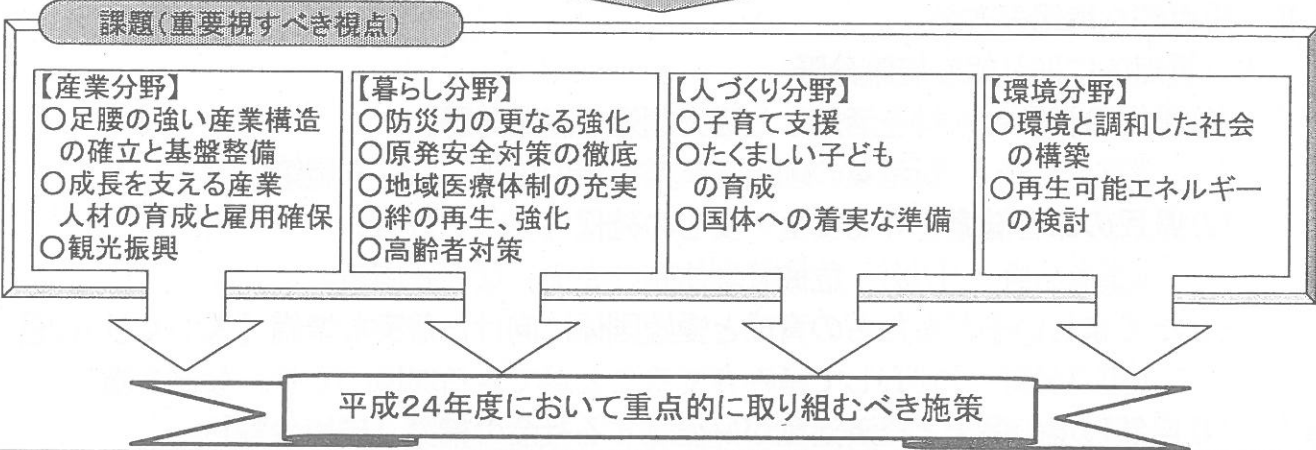 課題(重要視すべき視点)
【産業分野】
○足腰の強い産業構造
の確立と基盤整備
○成長を支える産業
人材の育成と雇用確保
○観光振興
【暮らし分野】
○防災力の更なる強化
○原発安全対策の徹底
○地域医療体制の充実
○絆の再生、強化
○高齢者対策
【人づくり分野】
○子育て支援
○たくましい子ども
の育成
○国体への着実な準備
【環境分野】
○環境と調和した社会
の構築
○再生可能エネルギー
の検討
平成24年度において重点的に取り組むべき施策